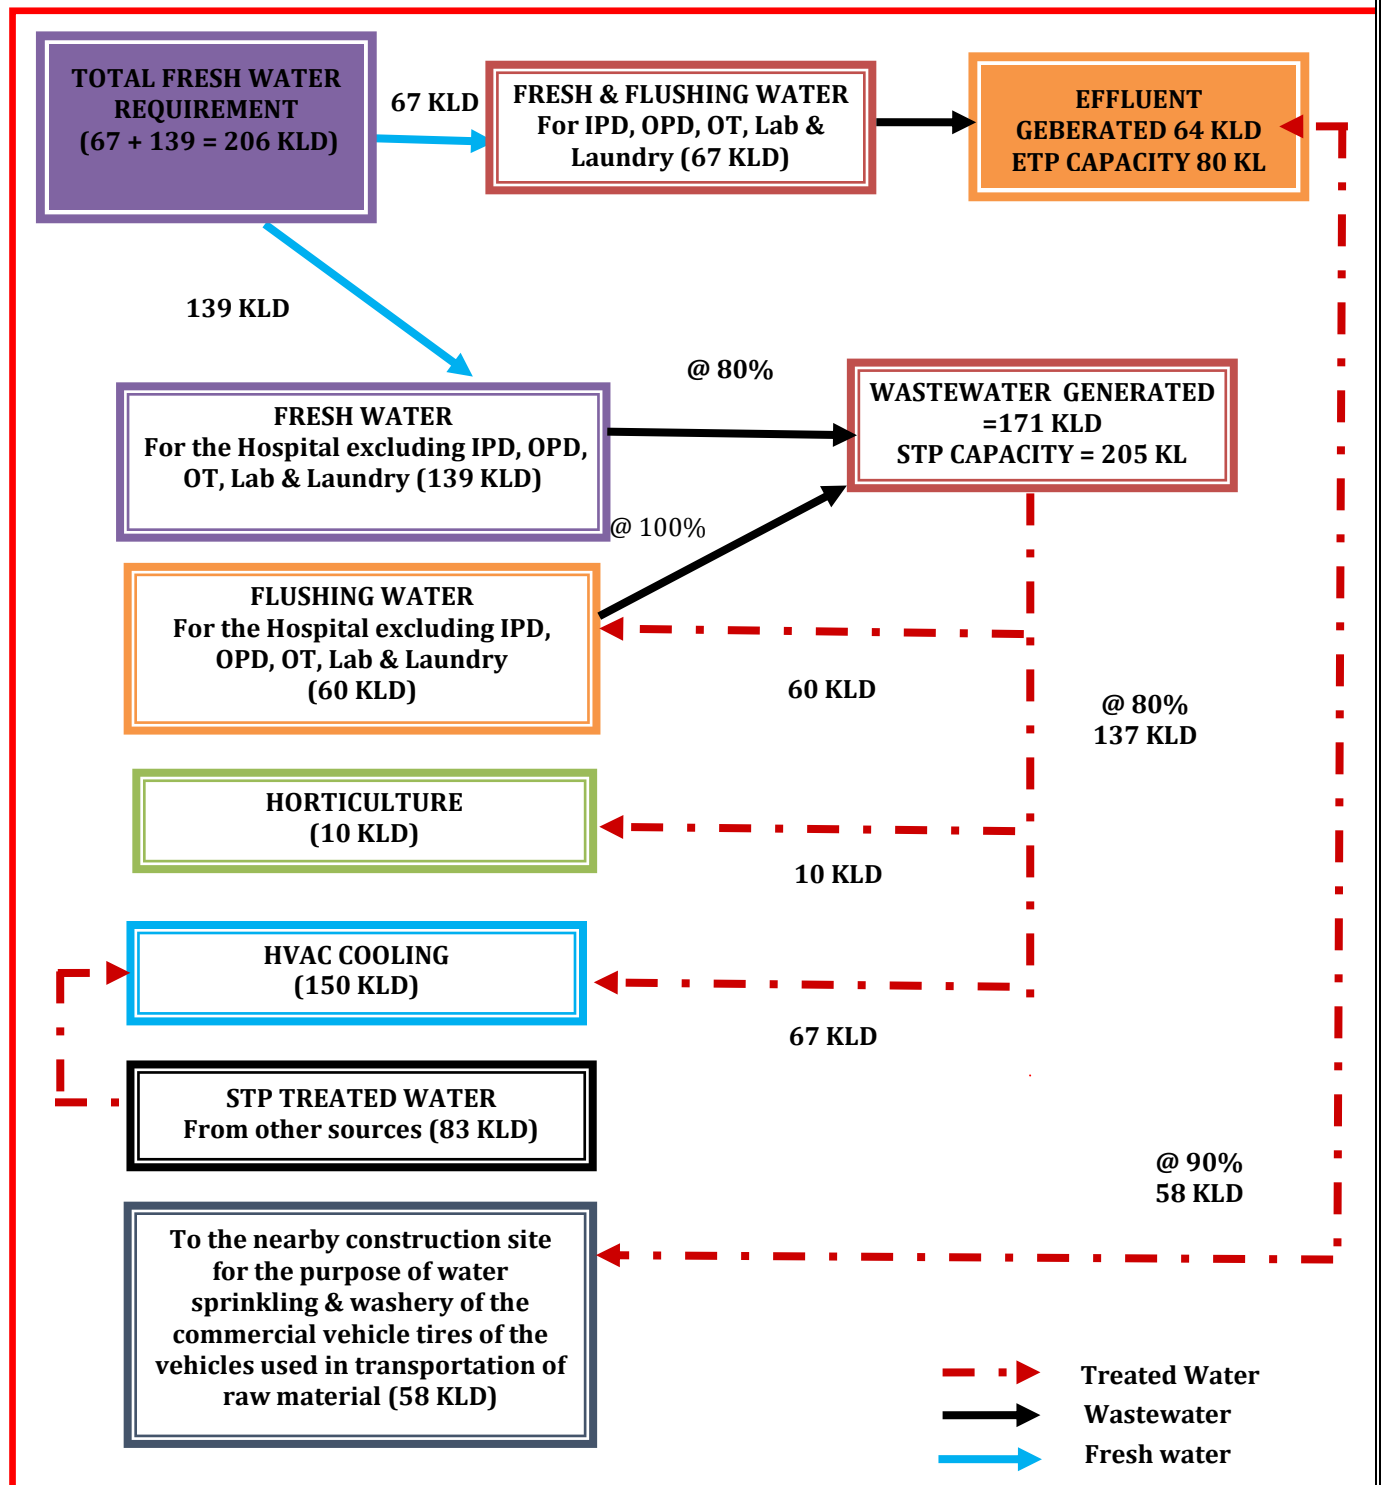 TOTAL FRESH WATER
REQUIREMENT
(67 + 139 = 206 KLD)
67 KLD
FRESH & FLUSHING WATER
For IPD, OPD, OT, Lab &
Laundry (67 KLD)
EFFLUENT
GEBERATED 64 KLD
ETP CAPACITY 80 KL
139 KLD
@ 80%
FRESH WATER
For the Hospital excluding IPD, OPD,
OT, Lab & Laundry (139 KLD)
WASTEWATER GENERATED
=171 KLD
STP CAPACITY = 205 KL
@ 100%
FLUSHING WATER
For the Hospital excluding IPD,
OPD, OT, Lab & Laundry
(60 KLD)
60 KLD
@ 80%
137 KLD
HORTICULTURE
(10 KLD)
10 KLD
HVAC COOLING
(150 KLD)
67 KLD
STP TREATED WATER
From other sources (83 KLD)
@ 90%
58 KLD
To the nearby construction site
for the purpose of water
sprinkling & washery of the
commercial vehicle tires of the
vehicles used in transportation of
raw material (58 KLD)
Treated Water
Wastewater
Fresh water